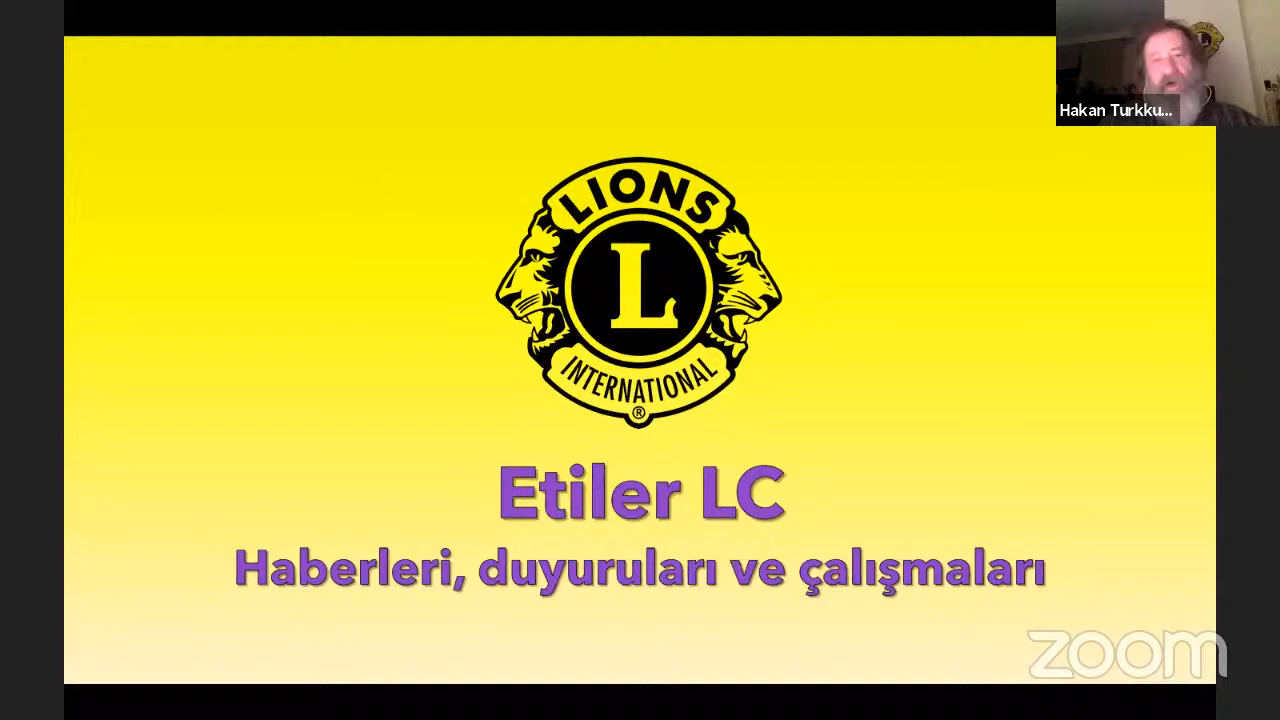 Hakan Turkku...
LIONS
L
INTERNATIONAL
®
Etiler LC
Haberleri, duyuruları ve çalışmaları
zoom